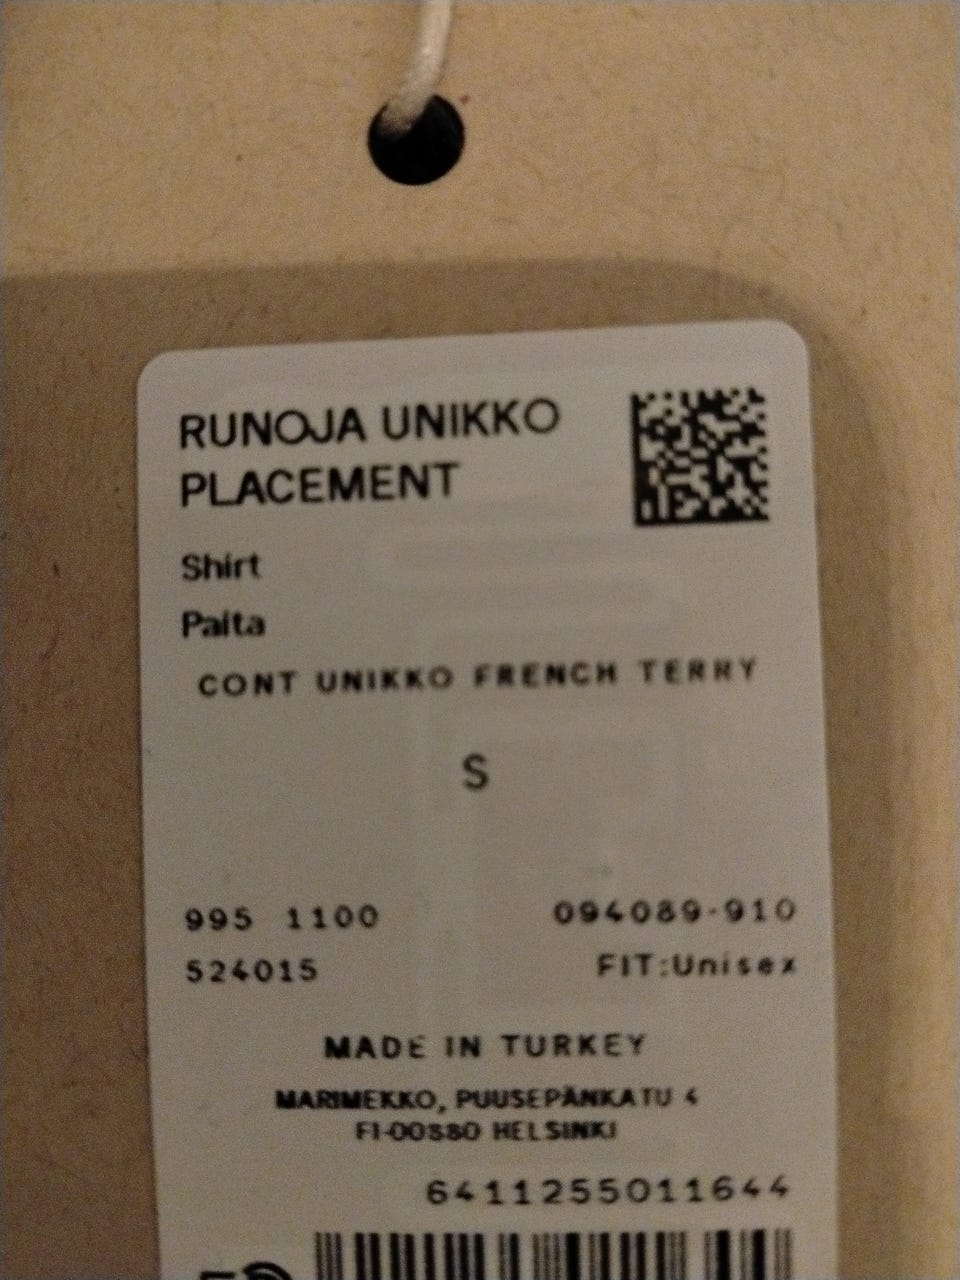 RUNOJA UNIKKO
PLACEMENT
Shirt
Paita
CONT UNIKKO FRENCH TERRY
S
995 1100 094089-910
524015 FIT:Unisex
MADE IN TURKEY
MARIMEKKO, PUUSEPÄNKATU 4
FI-00880 HELSINKI
6411255011644